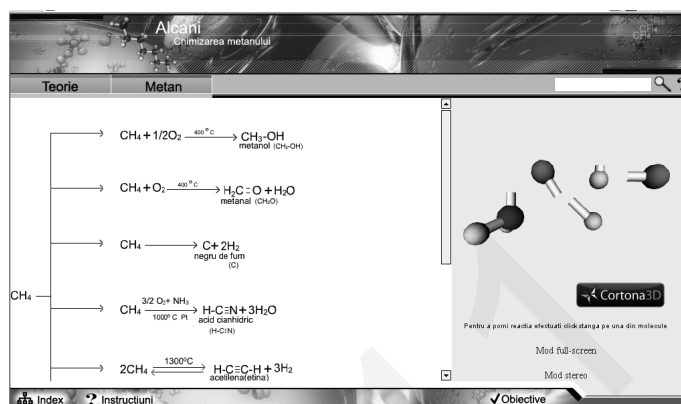 Alcani
Chimizarea metanului
Teorie
Metan
CH₄ + 1/2O₂ 400 °C CH₃-OH
metanol (CH₃-OH)
CH₄ + O₂ 400 °C H₂C=O + H₂O
metanal (CH₂O)
CH₄ C + 2H₂
negru de fum
(C)
CH₄
CH₄ 3/2 O₂ + NH₃ 1000° C Pt H-C≡N + 3H₂O
acid cianhidric
(H-C≡N)
2CH₄ 1300°C H-C≡C-H + 3H₂
acetilena(etina)
Cortona3D
Pentru a porni reactia efectuati click stanga pe una din molecule
Mod full-screen
Mod stereo
Index
? Instructiuni
Obiective